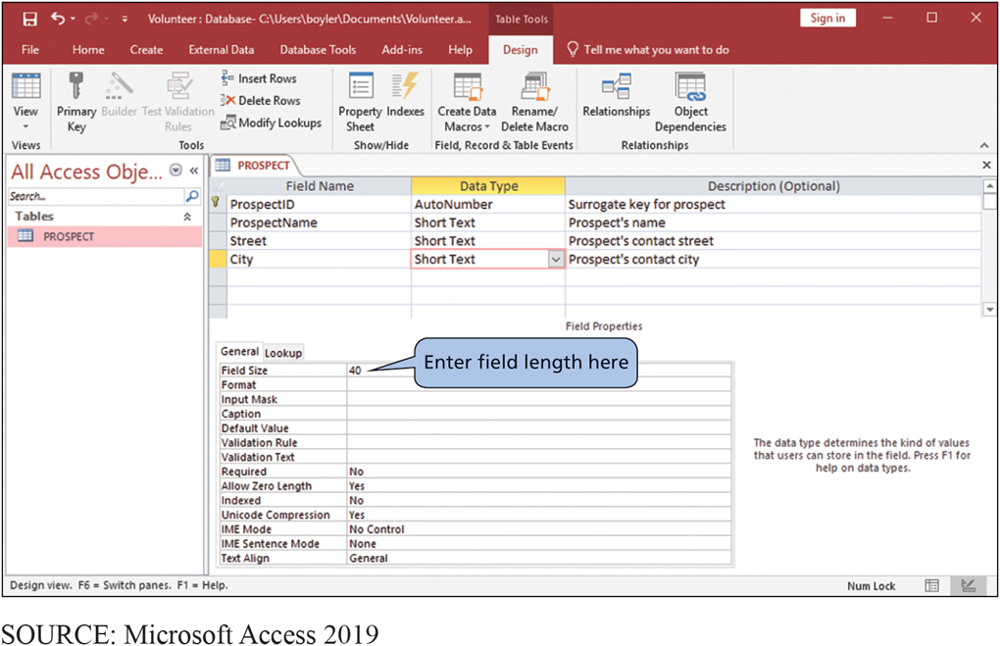 Volunteer : Database- C:\Users\boyler\Documents\Volunteer.a... Table Tools Sign in
File Home Create External Data Database Tools Add-ins Help Design Tell me what you want to do
View
Primary Key
Builder
Test Validation Rules
Insert Rows
Delete Rows
Modify Lookups
Property Sheet
Indexes
Create Data Macros
Rename/ Delete Macro
Relationships
Object Dependencies
Views Tools Show/Hide Field, Record & Table Events Relationships
All Access Obje... «
Search...
Tables
PROSPECT
PROSPECT
Field Name Data Type Description (Optional)
ProspectID AutoNumber Surrogate key for prospect
ProspectName Short Text Prospect's name
Street Short Text Prospect's contact street
City Short Text Prospect's contact city
Field Properties
General Lookup
Enter field length here
Field Size 40
Format
Input Mask
Caption
Default Value
Validation Rule
Validation Text
Required No
Allow Zero Length Yes
Indexed No
Unicode Compression Yes
IME Mode No Control
IME Sentence Mode None
Text Align General
The data type determines the kind of values
that users can store in the field. Press F1 for
help on data types.
Design view. F6 = Switch panes. F1 = Help. Num Lock
SOURCE: Microsoft Access 2019